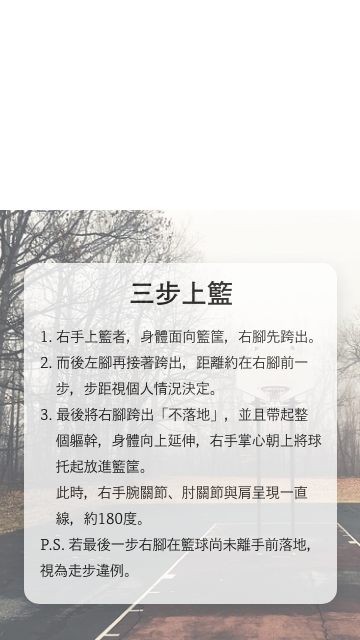 三步上籃
1. 右手上籃者，身體面向籃筐，右腳先跨出。
2. 而後左腳再接著跨出，距離約在右腳前一
步，步距視個人情況決定。
3. 最後將右腳跨出「不落地」，並且帶起整
個軀幹，身體向上延伸，右手掌心朝上將球
托起放進籃筐。
此時，右手腕關節、肘關節與肩呈現一直
線，約180度。
P.S. 若最後一步右腳在籃球尚未離手前落地，
視為走步違例。